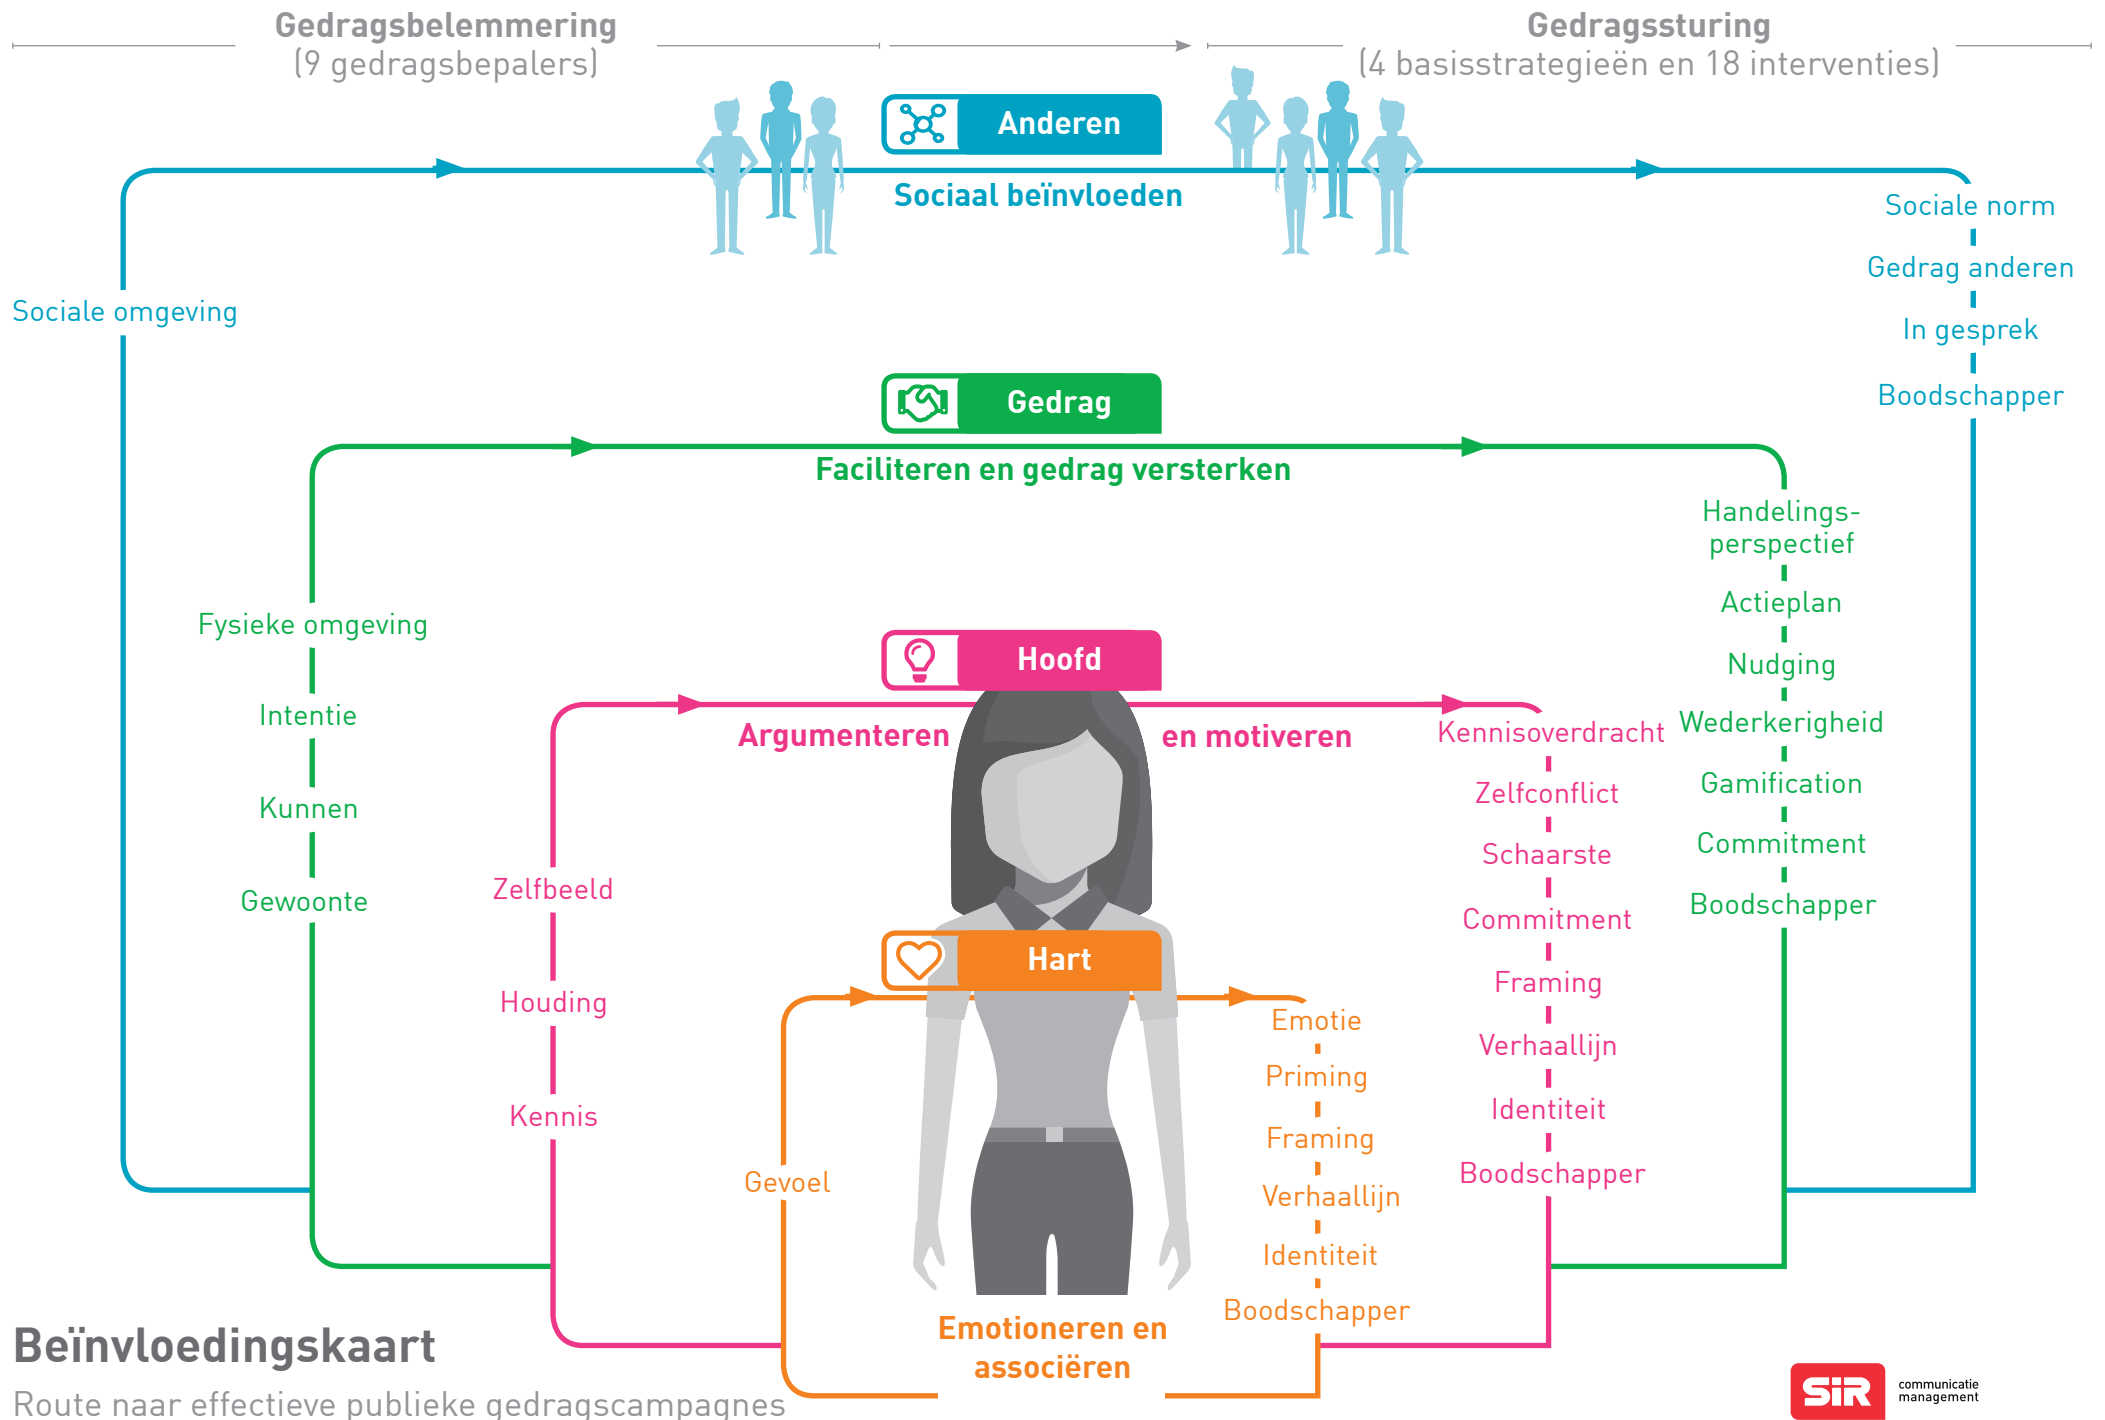 Gedragsbelemmering
(9 gedragsbepalers)
Gedragssturing
(4 basisstrategieën en 18 interventies)
Anderen
Sociaal beïnvloeden
Sociale omgeving
Sociale norm
Gedrag anderen
In gesprek
Boodschapper
Gedrag
Faciliteren en gedrag versterken
Fysieke omgeving
Intentie
Kunnen
Gewoonte
Handelings-
perspectief
Actieplan
Nudging
Wederkerigheid
Gamification
Commitment
Boodschapper
Hoofd
Argumenteren en motiveren
Zelfbeeld
Houding
Kennis
Kennisoverdracht
Zelfconflict
Schaarste
Commitment
Framing
Verhaallijn
Identiteit
Boodschapper
Hart
Gevoel
Emotie
Priming
Framing
Verhaallijn
Identiteit
Boodschapper
Emotioneren en
associëren
Beïnvloedingskaart
Route naar effectieve publieke gedragscampagnes
SIR
communicatie
management